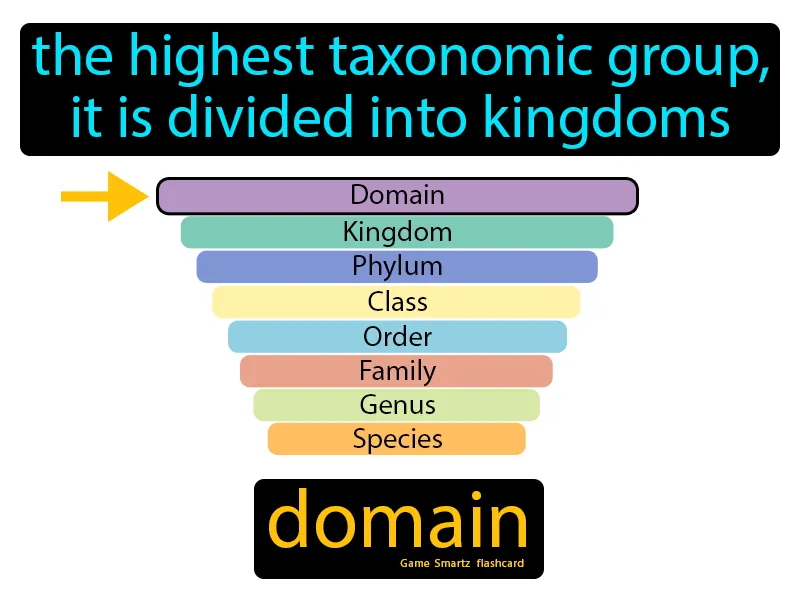 the highest taxonomic group,
it is divided into kingdoms
Domain
Kingdom
Phylum
Class
Order
Family
Genus
Species
domain
Game Smartz flashcard